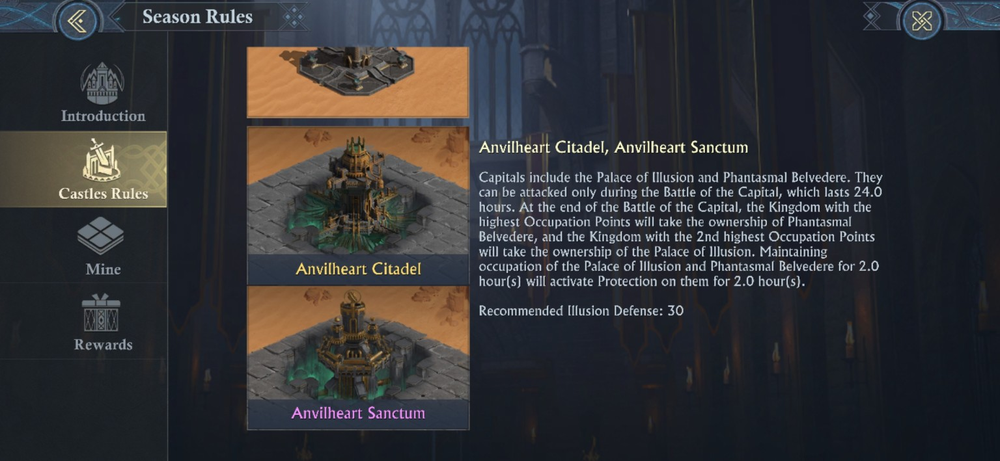 Season Rules
Introduction
Castles Rules
Mine
Rewards
Anvilheart Citadel
Anvilheart Sanctum
Anvilheart Citadel, Anvilheart Sanctum
Capitals include the Palace of Illusion and Phantasmal Belvedere. They
can be attacked only during the Battle of the Capital, which lasts 24.0
hours. At the end of the Battle of the Capital, the Kingdom with the
highest Occupation Points will take the ownership of Phantasmal
Belvedere, and the Kingdom with the 2nd highest Occupation Points
will take the ownership of the Palace of Illusion. Maintaining
occupation of the Palace of Illusion and Phantasmal Belvedere for 2.0
hour(s) will activate Protection on them for 2.0 hour(s).
Recommended Illusion Defense: 30